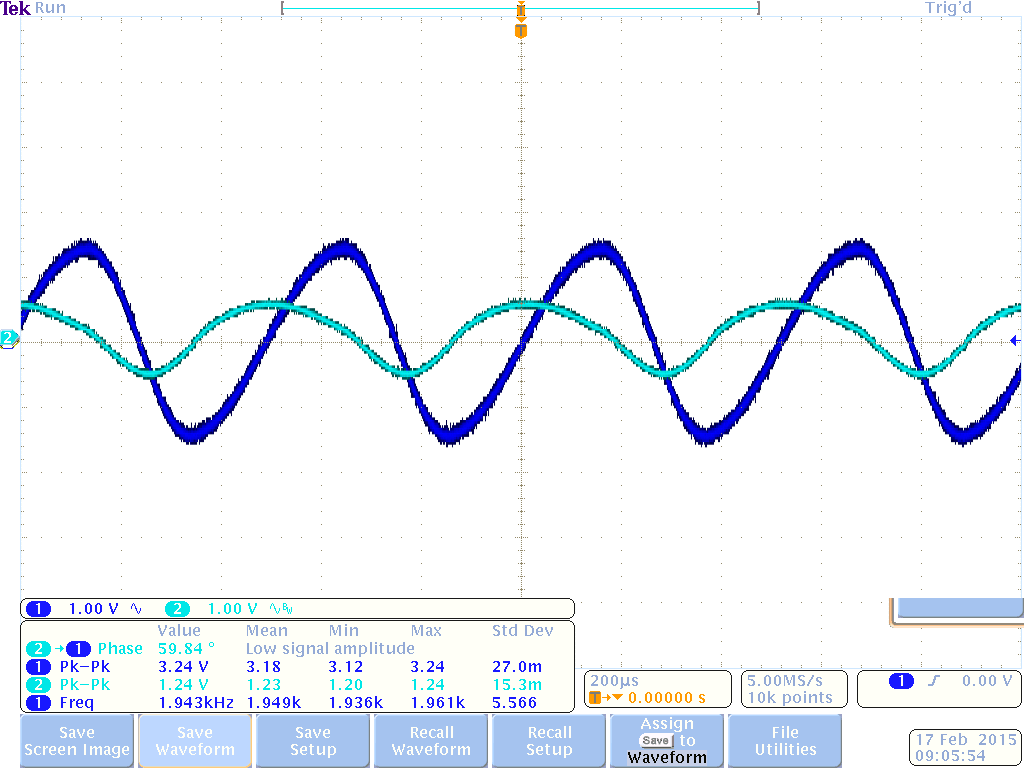 Tek Run Trig'd
T
T
2
1 1.00 V 2 1.00 V BW
Value Mean Min Max Std Dev
2 → 1 Phase 59.84 ° Low signal amplitude
1 Pk−Pk 3.24 V 3.18 3.12 3.24 27.0m
2 Pk−Pk 1.24 V 1.23 1.20 1.24 15.3m
1 Freq 1.943kHz 1.949k 1.936k 1.961k 5.566
200µs
T→▼ 0.00000 s
5.00MS/s
10k points
1 0.00 V
Save
Screen Image
Save
Waveform
Save
Setup
Recall
Waveform
Recall
Setup
Assign
Save to
Waveform
File
Utilities
17 Feb 2015
09:05:54